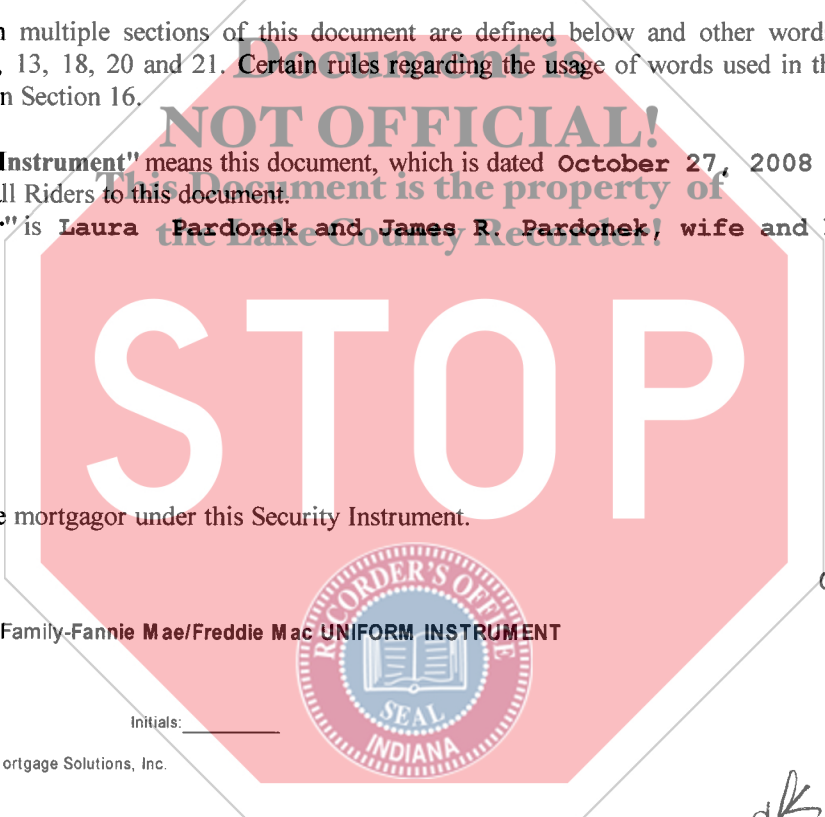 multiple sections of this document are defined below and other word
, 13, 18, 20 and 21. Certain rules regarding the usage of words used in th
n Section 16.
Document is
NOT OFFICIAL!
This Document is the property of
the Lake County Recorder!
Instrument" means this document, which is dated October 27, 2008
ll Riders to this document.
" is Laura Pardonek and James R. Pardonek, wife and
STOP
e mortgagor under this Security Instrument.
RECORDER'S OFFICE
SEAL
INDIANA
Family-Fannie Mae/Freddie Mac UNIFORM INSTRUMENT
Initials:
ortgage Solutions, Inc.